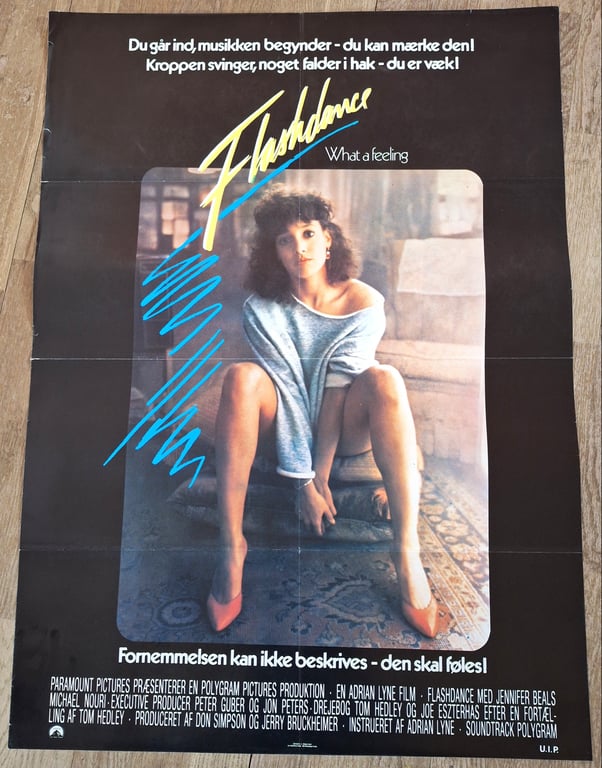 Du går ind, musikken begynder - du kan mærke den!
Kroppen svinger, noget falder i hak - du er væk!
Flashdance
What a feeling
Fornemmelsen kan ikke beskrives - den skal føles!
PARAMOUNT PICTURES PRÆSENTERER EN POLYGRAM PICTURES PRODUKTION · EN ADRIAN LYNE FILM · FLASHDANCE MED JENNIFER BEALS
MICHAEL NOURI · EXECUTIVE PRODUCER PETER GUBER OG JON PETERS · DREJEBOG TOM HEDLEY OG JOE ESZTERHAS EFTER EN FORTÆL-
LING AF TOM HEDLEY · PRODUCERET AF DON SIMPSON OG JERRY BRUCKHEIMER · INSTRUERET AF ADRIAN LYNE · SOUNDTRACK POLYGRAM
U.I.P.